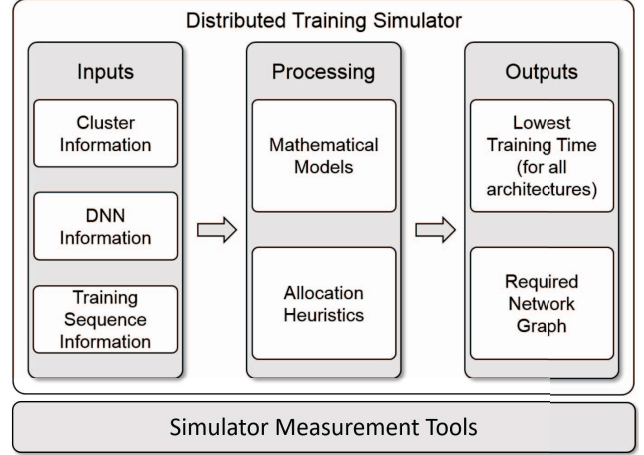 Distributed Training Simulator
Inputs
Cluster
Information
DNN
Information
Training
Sequence
Information
Processing
Mathematical
Models
Allocation
Heuristics
Outputs
Lowest
Training Time
(for all
architectures)
Required
Network
Graph
Simulator Measurement Tools